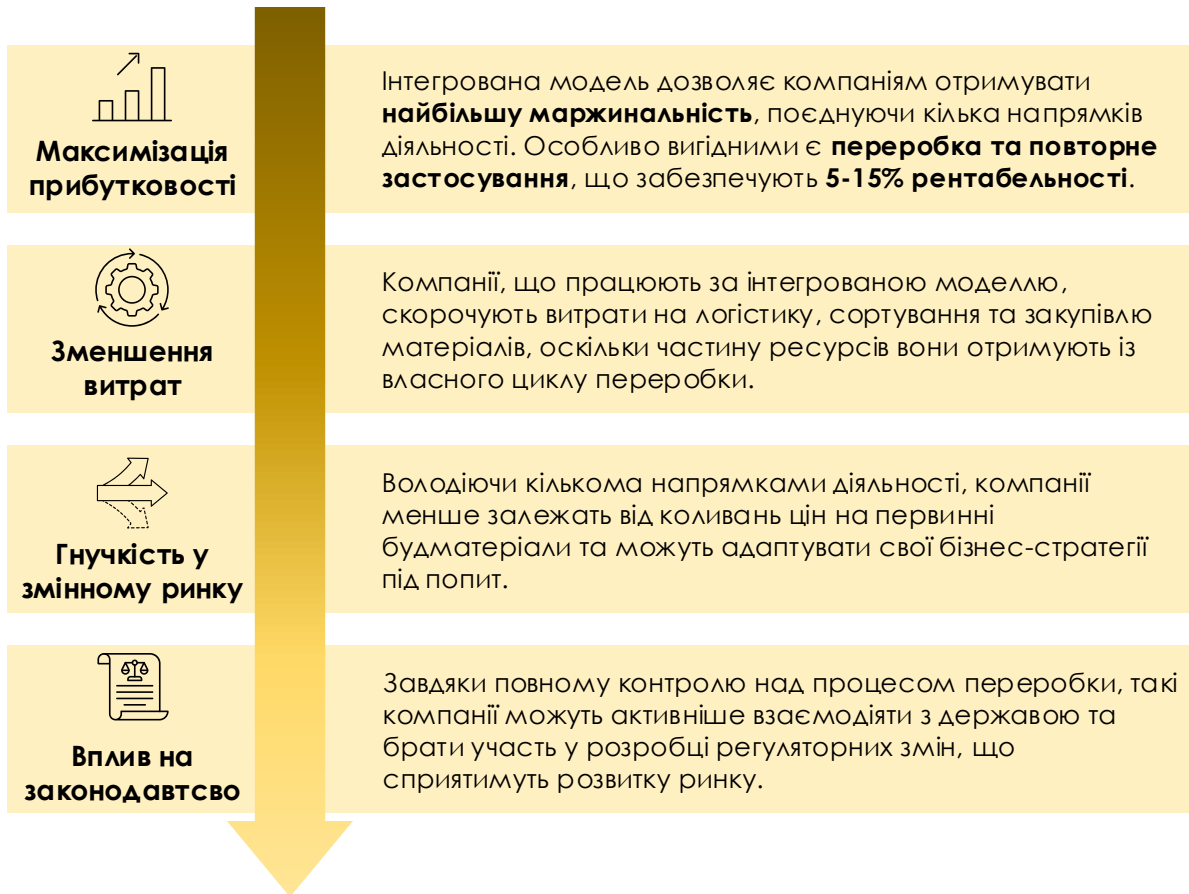 Максимізація
прибутковості
Інтегрована модель дозволяє компаніям отримувати
найбільшу маржинальність, поєднуючи кілька напрямків
діяльності. Особливо вигідними є переробка та повторне
застосування, що забезпечують 5-15% рентабельності.
Зменшення
витрат
Компанії, що працюють за інтегрованою моделлю,
скорочують витрати на логістику, сортування та закупівлю
матеріалів, оскільки частину ресурсів вони отримують із
власного циклу переробки.
Гнучкість у
змінному ринку
Володіючи кількома напрямками діяльності, компанії
менше залежать від коливань цін на первинні
будматеріали та можуть адаптувати свої бізнес-стратегії
під попит.
Вплив на
законодавтсво
Завдяки повному контролю над процесом переробки, такі
компанії можуть активніше взаємодіяти з державою та
брати участь у розробці регуляторних змін, що
сприятимуть розвитку ринку.